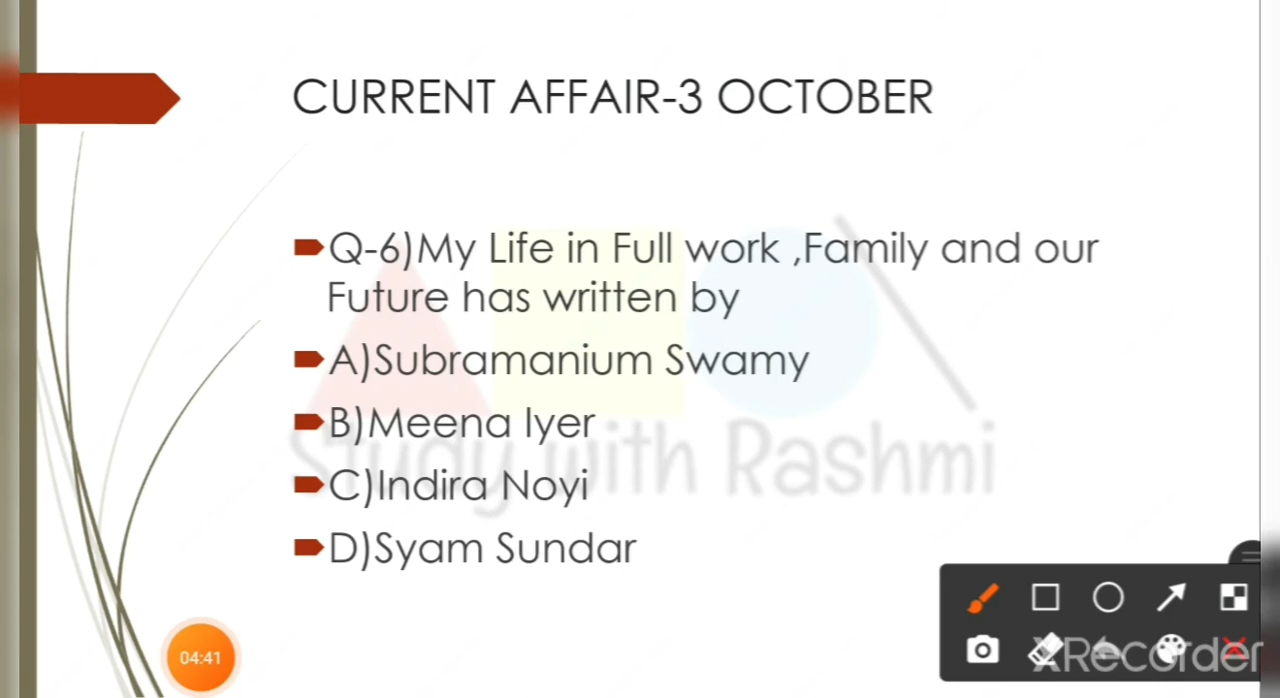 CURRENT AFFAIR-3 OCTOBER
Q-6)My Life in Full work ,Family and our
Future has written by
A)Subramanium Swamy
B)Meena Iyer
C)Indira Noyi
D)Syam Sundar
Study with Rashmi
04:41
XRecorder